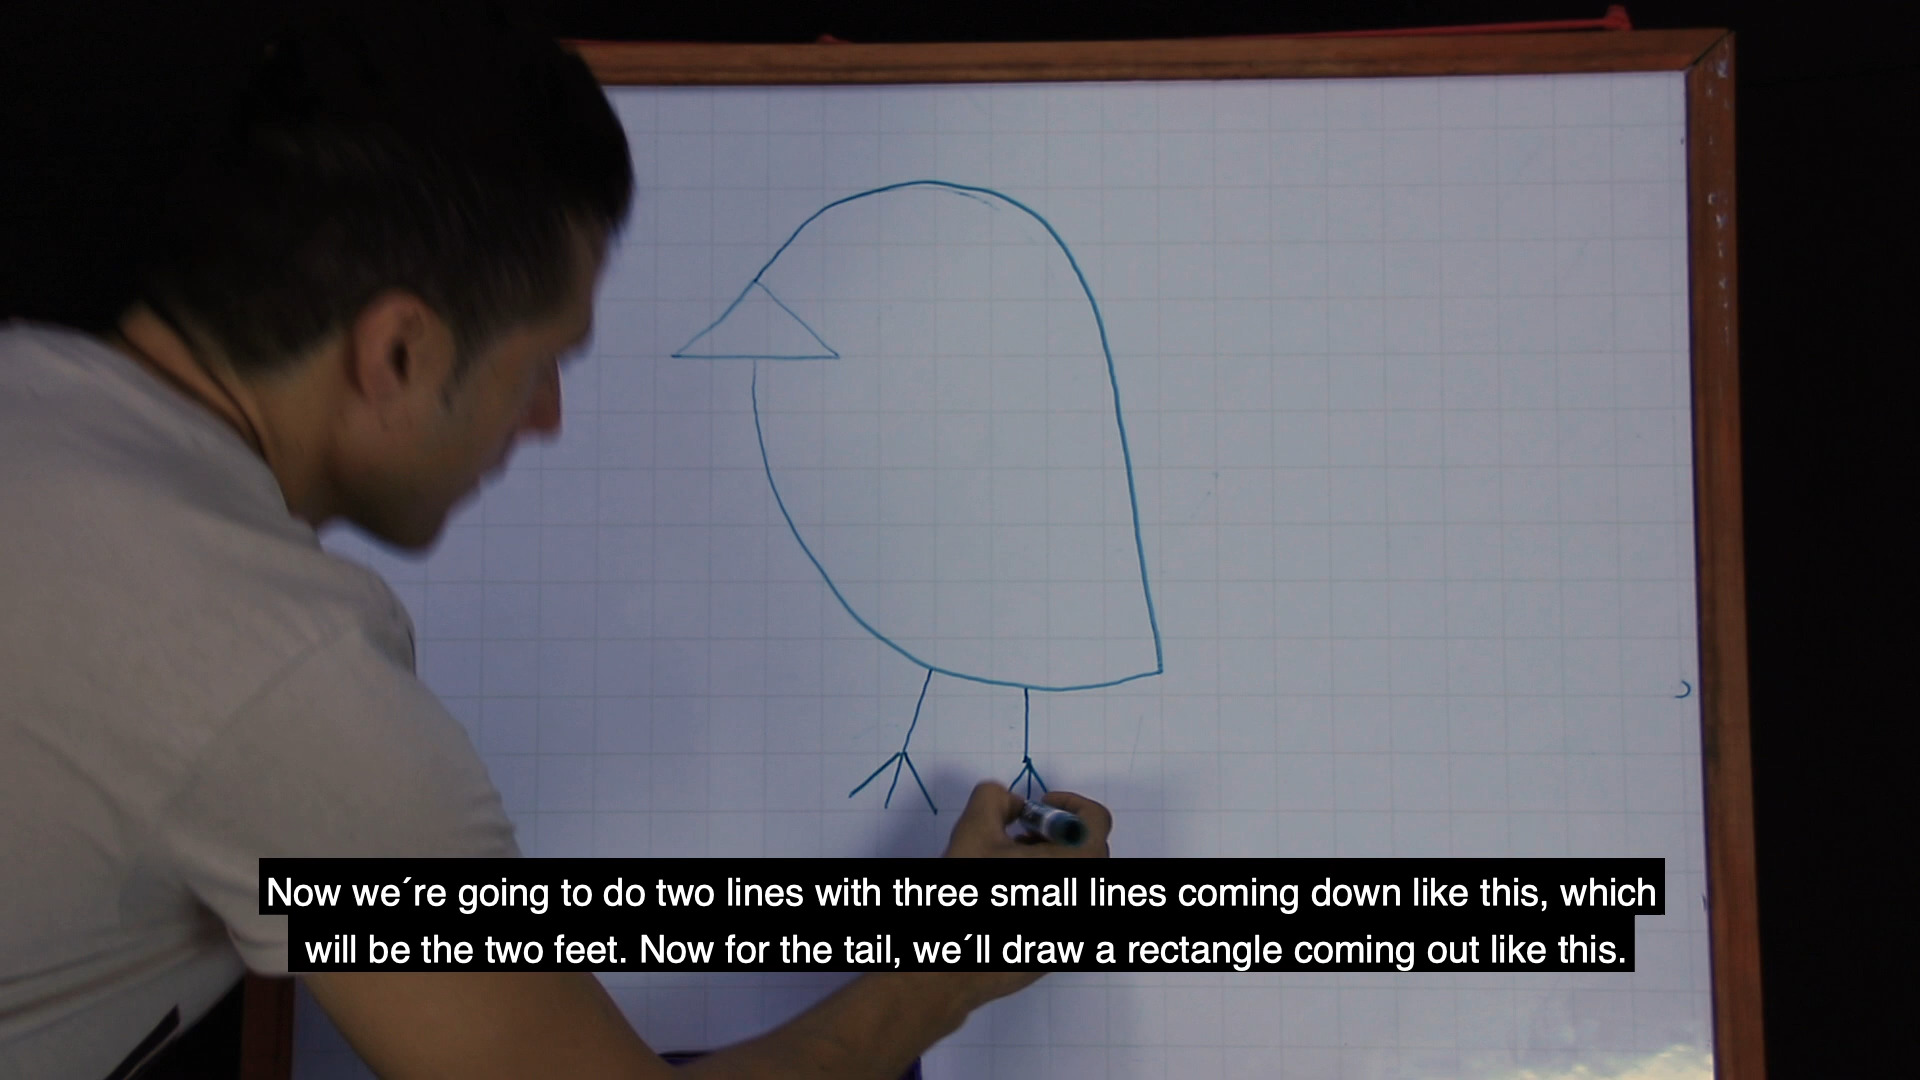 Now we´re going to do two lines with three small lines coming down like this, which
will be the two feet. Now for the tail, we´ll draw a rectangle coming out like this.